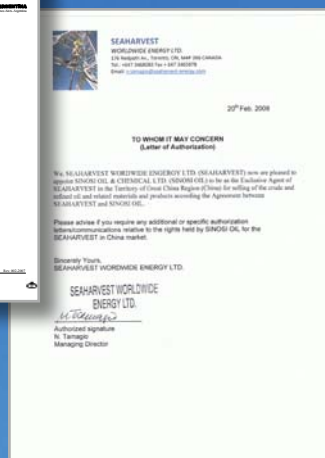 ARGENTINA
SEAHARVEST
WORLDWIDE ENERGY LTD.
Email:
20th Feb. 2008
TO WHOM IT MAY CONCERN
(Letter of Authorization)
We, SEAHARVEST WORDWIDE ENGERGY LTD. (SEAHARVEST) now are pleased to
appoint SINOSI OIL & CHEMICAL LTD. (SINOSI OIL) to be as the Exclusive Agent of
SEAHARVEST in the Territory of Great China Region (China) for selling of the crude and
refined oil and related materials and products according the Agreement between
SEAHARVEST and SINOSI OIL.
Please advise if you require any additional or specific authorization
letters/communications relative to the rights held by SINOSI OIL for the
SEAHARVEST in China market.
Sincerely Yours,
SEAHARVEST WORDWIDE ENERGY LTD.
SEAHARVEST WORLDWIDE
ENERGY LTD.
Authorized signature
N. Tamagio
Managing Director